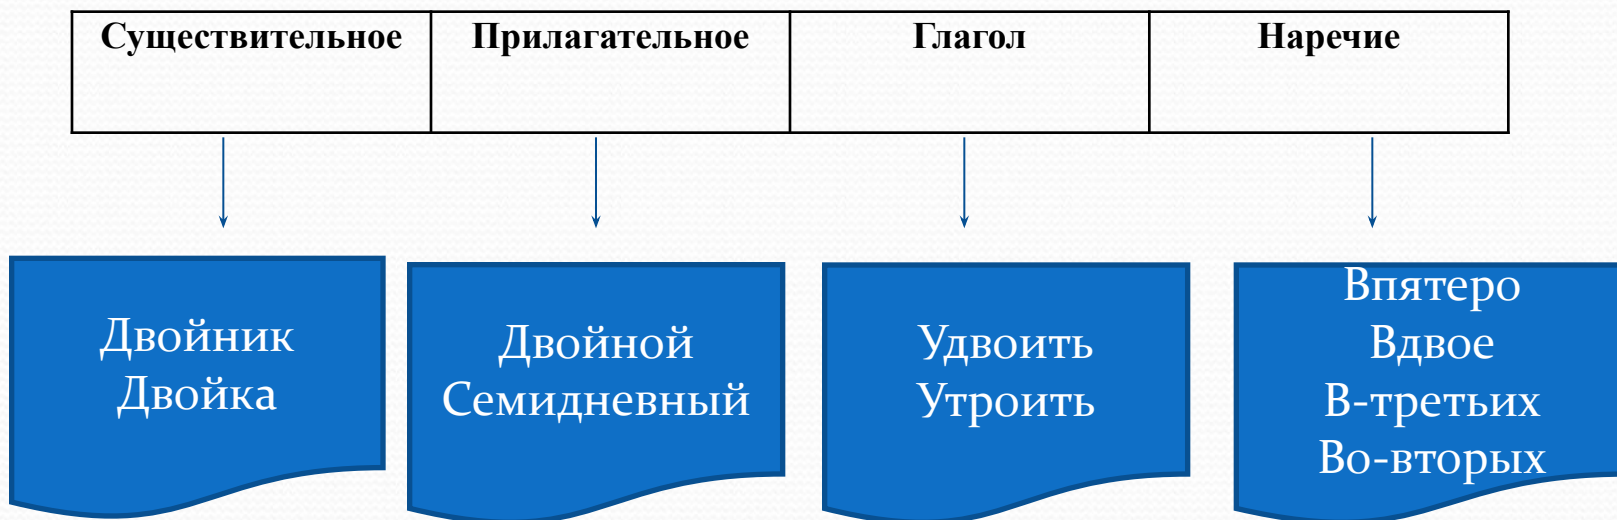 Существительное
Прилагательное
Глагол
Наречие
Двойник
Двойка
Двойной
Семидневный
Удвоить
Утроить
Впятеро
Вдвое
В-третьих
Во-вторых